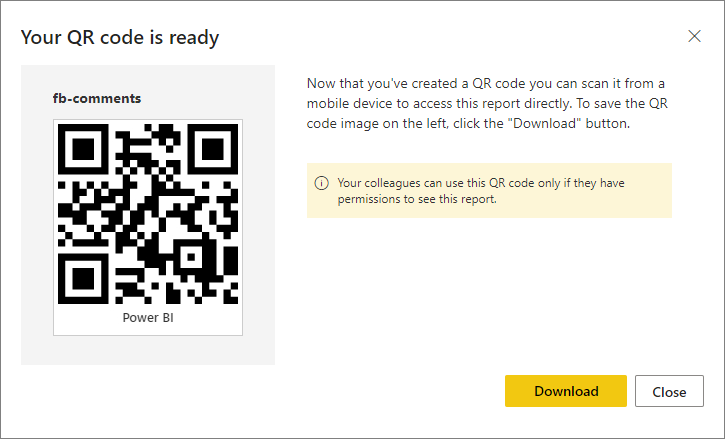 Your QR code is ready
fb-comments
Power BI
Now that you've created a QR code you can scan it from a
mobile device to access this report directly. To save the QR
code image on the left, click the "Download" button.
Your colleagues can use this QR code only if they have
permissions to see this report.
Download
Close